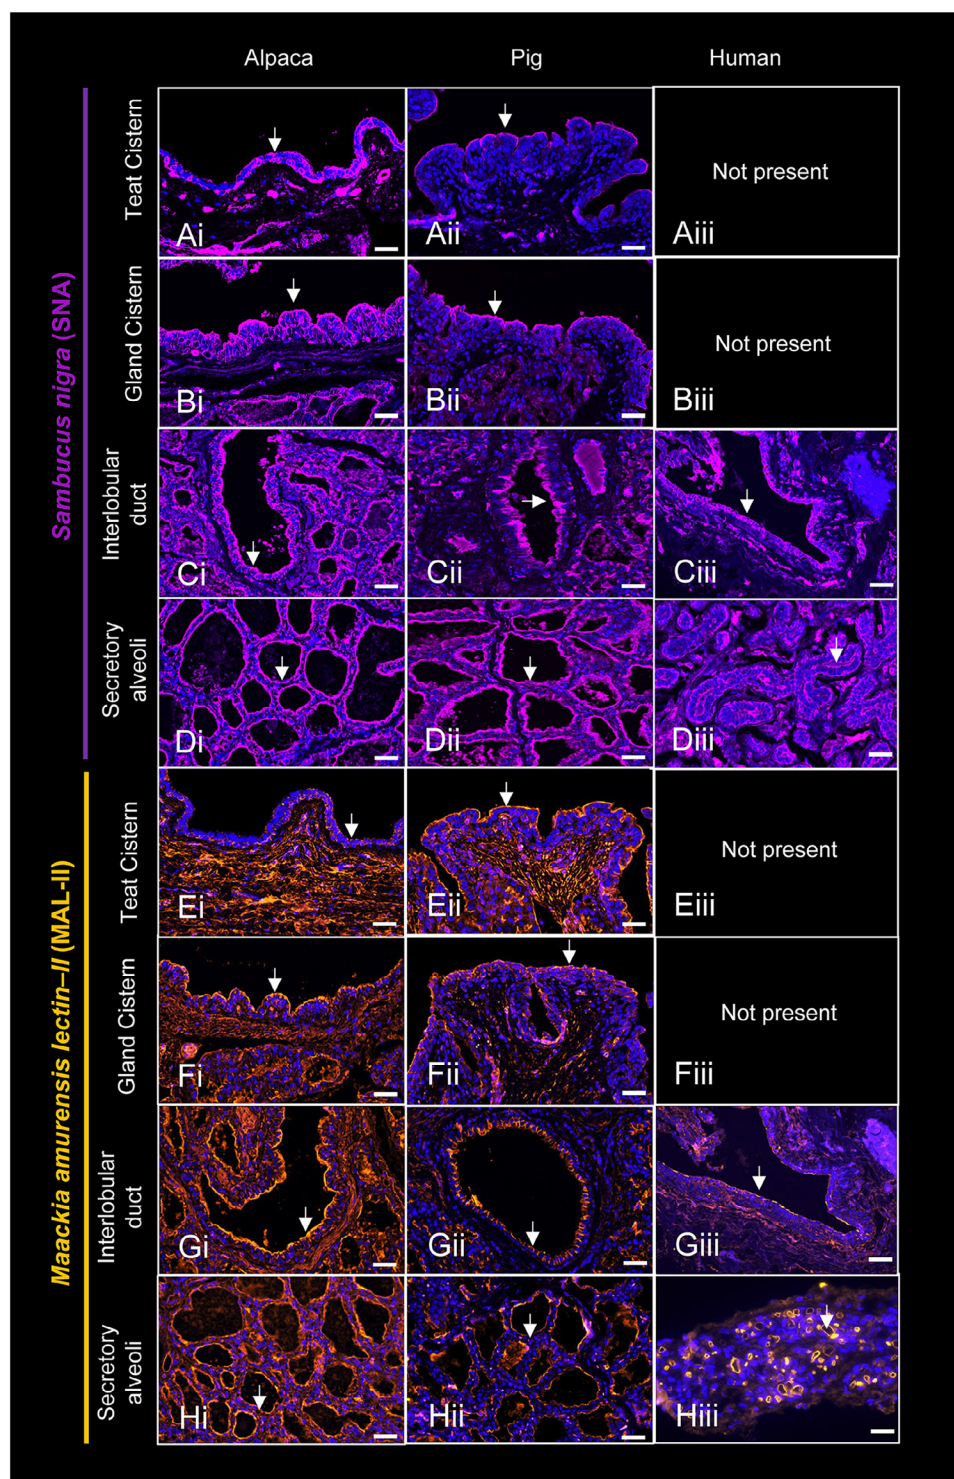 Alpaca Pig Human
Sambucus nigra (SNA)
Teat Cistern
Ai
Aii
Not present
Aiii
Gland Cistern
Bi
Bii
Not present
Biii
Interlobular
duct
Ci
Cii
Ciii
Secretory
alveoli
Di
Dii
Diii
Maackia amurensis lectin–II (MAL-II)
Teat Cistern
Ei
Eii
Not present
Eiii
Gland Cistern
Fi
Fii
Not present
Fiii
Interlobular
duct
Gi
Gii
Giii
Secretory
alveoli
Hi
Hii
Hiii